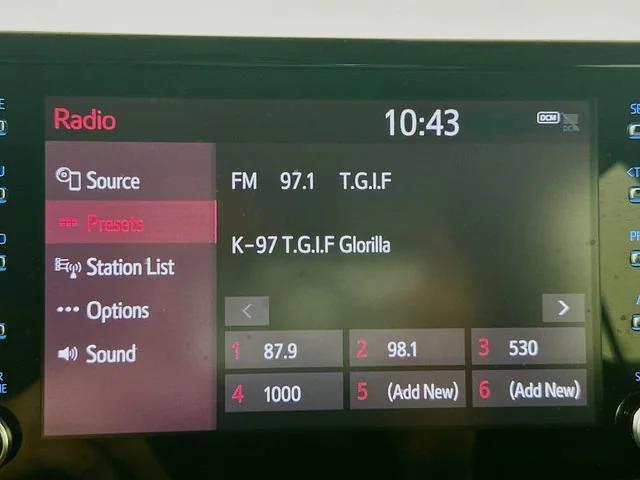 Radio 10:43 DCM
DCM
Source
Presets
Station List
Options
Sound
FM 97.1 T.G.I.F
K-97 T.G.I.F Glorilla
< >
1 87.9 2 98.1 3 530
4 1000 5 (Add New) 6 (Add New)